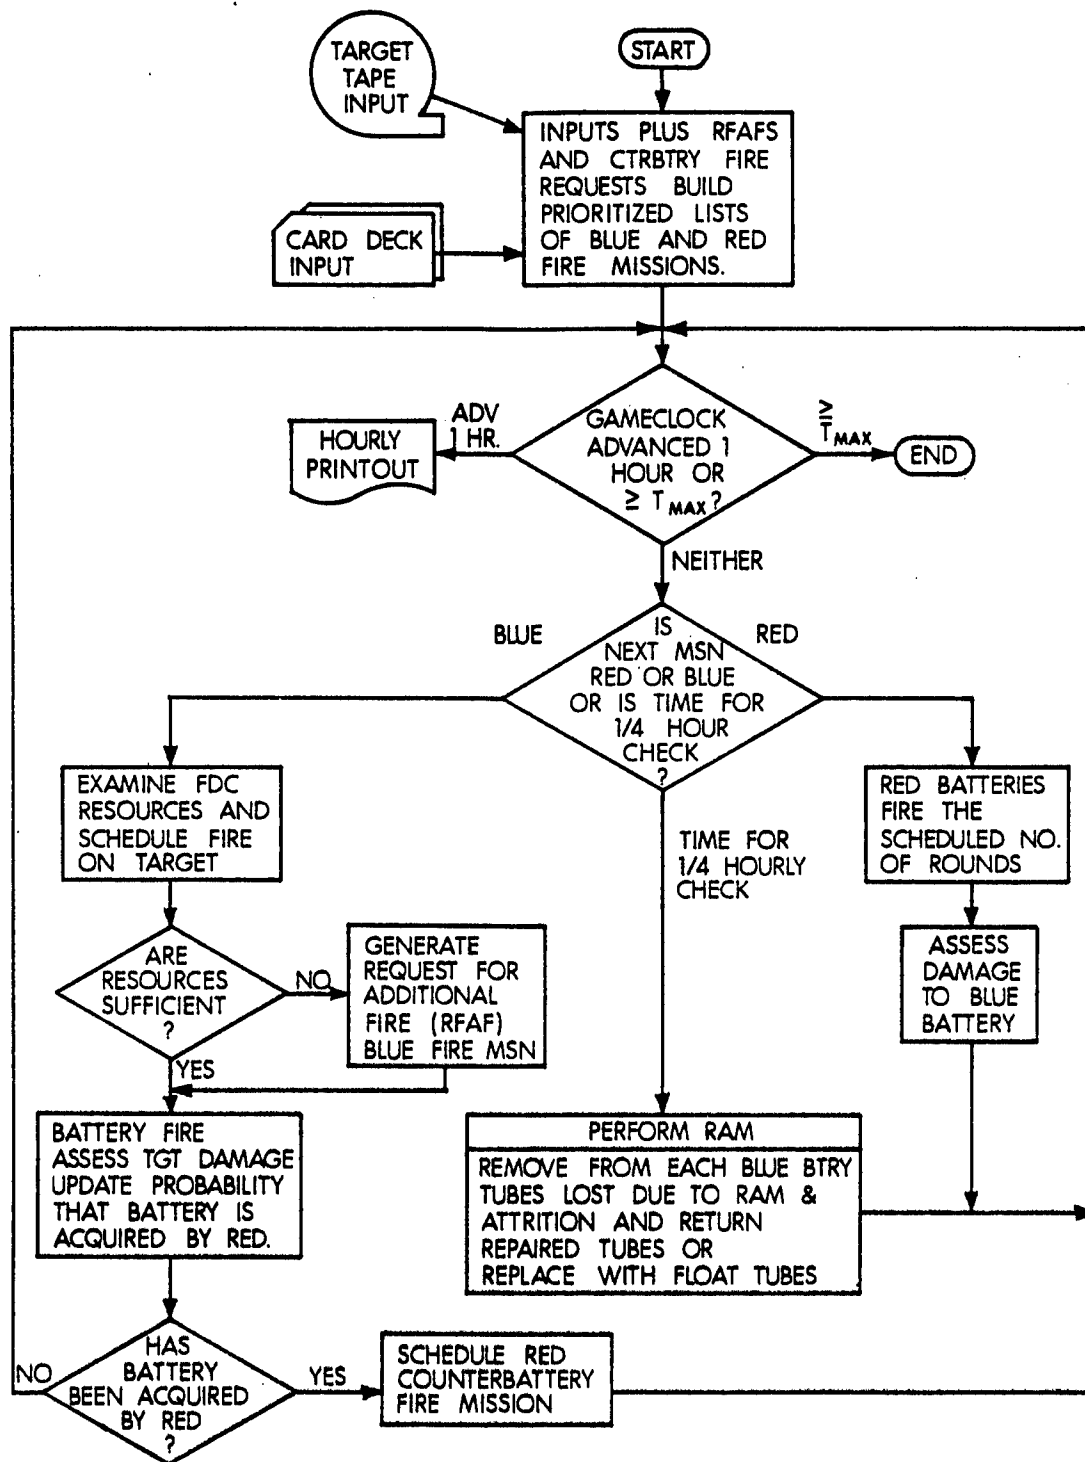 TARGET
TAPE
INPUT
START
INPUTS PLUS RFAFS
AND CTRBTRY FIRE
REQUESTS BUILD
PRIORITIZED LISTS
OF BLUE AND RED
FIRE MISSIONS.
CARD DECK
INPUT
GAMECLOCK
ADVANCED 1
HOUR OR
≥ TMAX?
ADV
1 HR.
HOURLY
PRINTOUT
≥
TMAX
END
NEITHER
IS
NEXT MSN
RED OR BLUE
OR IS TIME FOR
1/4 HOUR
CHECK
?
BLUE
RED
EXAMINE FDC
RESOURCES AND
SCHEDULE FIRE
ON TARGET
TIME FOR
1/4 HOURLY
CHECK
RED BATTERIES
FIRE THE
SCHEDULED NO.
OF ROUNDS
ARE
RESOURCES
SUFFICIENT
?
NO
GENERATE
REQUEST FOR
ADDITIONAL
FIRE (RFAF)
BLUE FIRE MSN
ASSESS
DAMAGE
TO BLUE
BATTERY
YES
BATTERY FIRE
ASSESS TGT DAMAGE
UPDATE PROBABILITY
THAT BATTERY IS
ACQUIRED BY RED.
PERFORM RAM
REMOVE FROM EACH BLUE BTRY
TUBES LOST DUE TO RAM &
ATTRITION AND RETURN
REPAIRED TUBES OR
REPLACE WITH FLOAT TUBES
HAS
BATTERY
BEEN ACQUIRED
BY RED
?
NO
YES
SCHEDULE RED
COUNTERBATTERY
FIRE MISSION